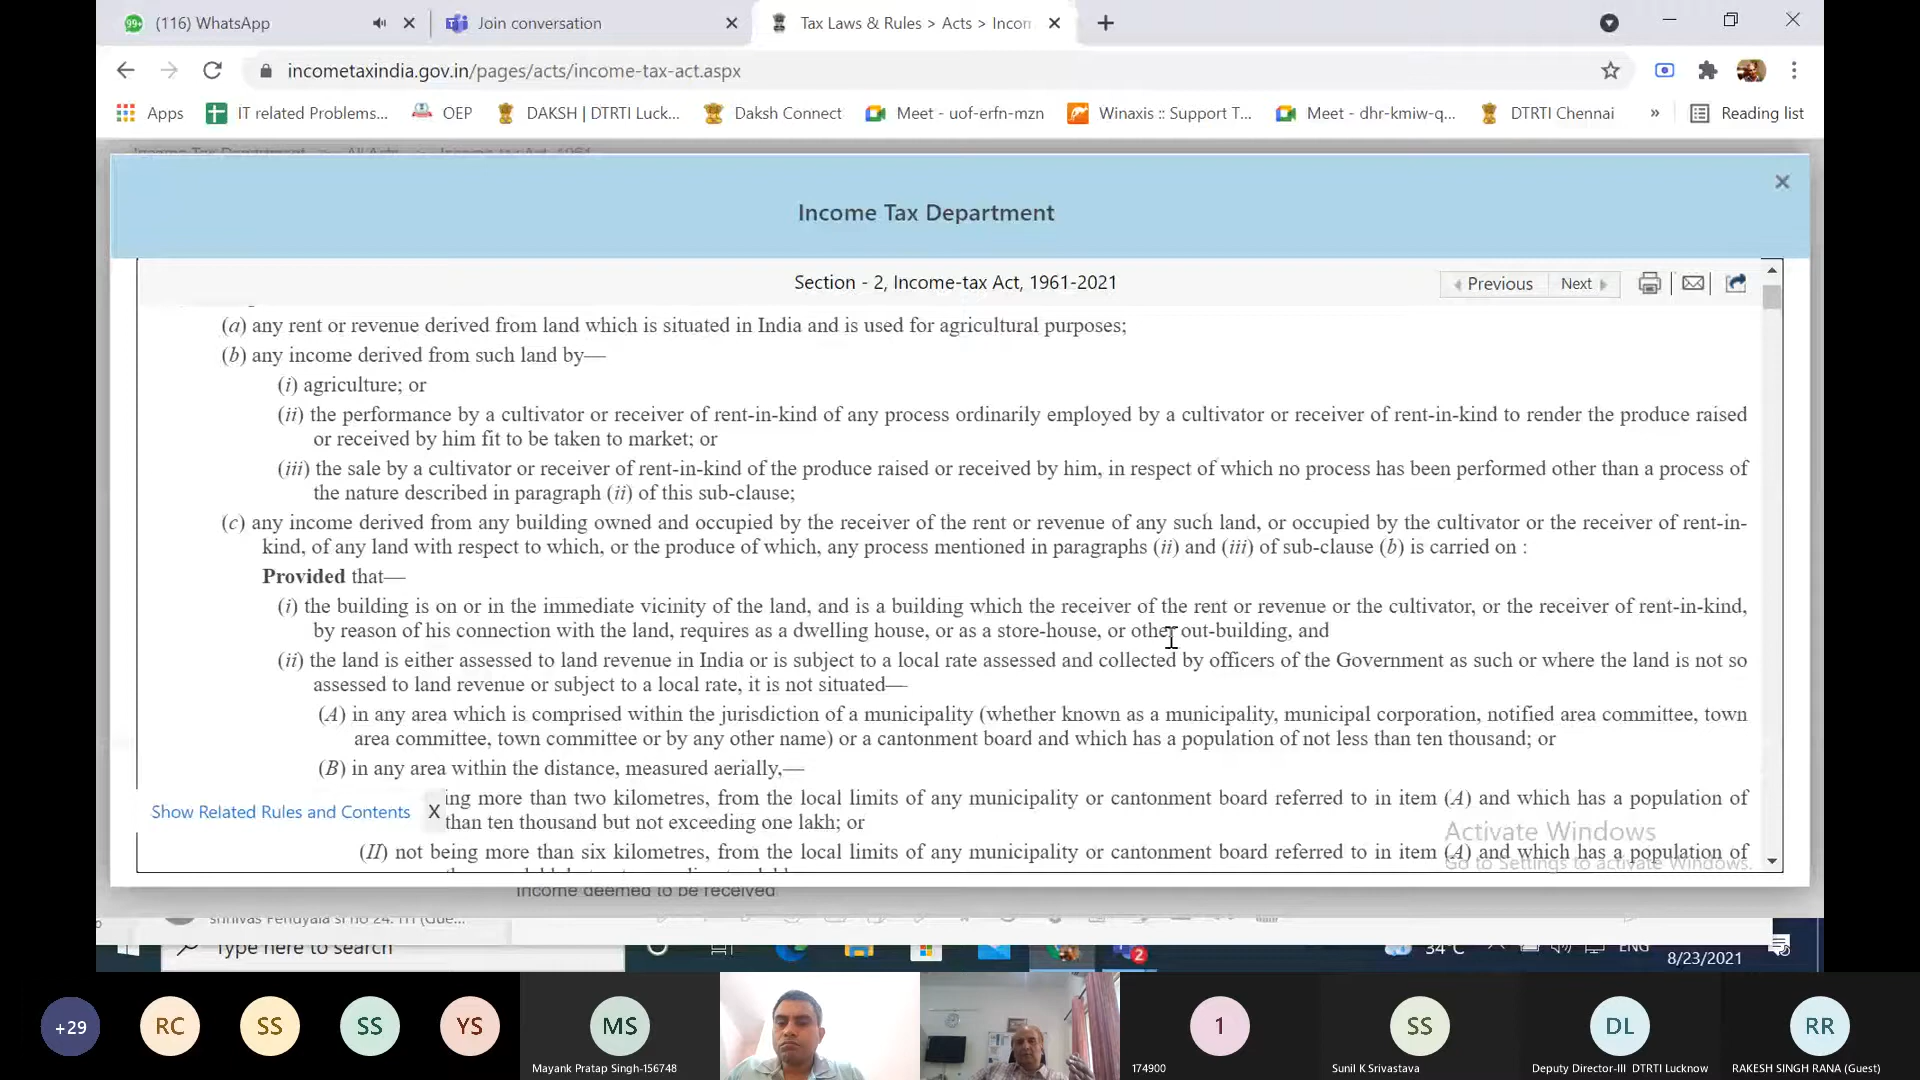 (116) WhatsApp
Join conversation
Tax Laws & Rules > Acts > Incom
incometaxindia.gov.in/pages/acts/income-tax-act.aspx
Apps
IT related Problems...
OEP
DAKSH | DTRTI Luck...
Daksh Connect
Meet - uof-erfn-mzn
Winaxis :: Support T...
Meet - dhr-kmiw-q...
DTRTI Chennai
»
Reading list
Income Tax Department
Section - 2, Income-tax Act, 1961-2021
Previous
Next
(a) any rent or revenue derived from land which is situated in India and is used for agricultural purposes;
(b) any income derived from such land by—
(i) agriculture; or
(ii) the performance by a cultivator or receiver of rent-in-kind of any process ordinarily employed by a cultivator or receiver of rent-in-kind to render the produce raised
or received by him fit to be taken to market; or
(iii) the sale by a cultivator or receiver of rent-in-kind of the produce raised or received by him, in respect of which no process has been performed other than a process of
the nature described in paragraph (ii) of this sub-clause;
(c) any income derived from any building owned and occupied by the receiver of the rent or revenue of any such land, or occupied by the cultivator or the receiver of rent-in-
kind, of any land with respect to which, or the produce of which, any process mentioned in paragraphs (ii) and (iii) of sub-clause (b) is carried on :
Provided that—
(i) the building is on or in the immediate vicinity of the land, and is a building which the receiver of the rent or revenue or the cultivator, or the receiver of rent-in-kind,
by reason of his connection with the land, requires as a dwelling house, or as a store-house, or other out-building, and
(ii) the land is either assessed to land revenue in India or is subject to a local rate assessed and collected by officers of the Government as such or where the land is not so
assessed to land revenue or subject to a local rate, it is not situated—
(A) in any area which is comprised within the jurisdiction of a municipality (whether known as a municipality, municipal corporation, notified area committee, town
area committee, town committee or by any other name) or a cantonment board and which has a population of not less than ten thousand; or
(B) in any area within the distance, measured aerially,—
ing more than two kilometres, from the local limits of any municipality or cantonment board referred to in item (A) and which has a population of
Show Related Rules and Contents X
than ten thousand but not exceeding one lakh; or
(II) not being more than six kilometres, from the local limits of any municipality or cantonment board referred to in item (A) and which has a population of
Activate Windows
Go to Settings to activate Windows.
Income deemed to be received
Type here to search
2
34°C
ENG
8/23/2021
+29
RC
SS
SS
YS
MS
1
SS
DL
RR
Mayank Pratap Singh-156748
174900
Sunil K Srivastava
Deputy Director-III DTRTI Lucknow
RAKESH SINGH RANA (Guest)